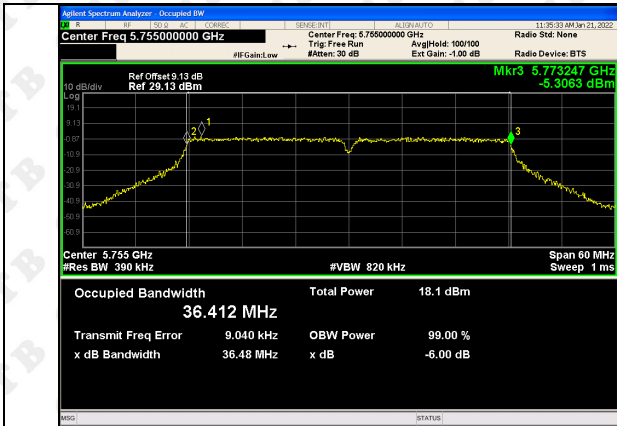 Agilent Spectrum Analyzer - Occupied BW
R RF 50 Ω AC CORREC SENSE:INT ALIGN AUTO 11:35:33 AM Jan 21, 2022
Center Freq 5.755000000 GHz Center Freq: 5.755000000 GHz Radio Std: None
Trig: Free Run Avg|Hold: 100/100
#IFGain:Low #Atten: 30 dB Ext Gain: -1.00 dB Radio Device: BTS
Mkr3 5.773247 GHz
Ref Offset 9.13 dB -5.3063 dBm
10 dB/div Ref 29.13 dBm
Log
19.1
9.13
1
2
3
-0.87
-10.9
-20.9
-30.9
-40.9
-50.9
-60.9
Center 5.755 GHz Span 60 MHz
#Res BW 390 kHz #VBW 820 kHz Sweep 1 ms
Occupied Bandwidth Total Power 18.1 dBm
36.412 MHz
Transmit Freq Error 9.040 kHz OBW Power 99.00 %
x dB Bandwidth 36.48 MHz x dB -6.00 dB
MSG STATUS